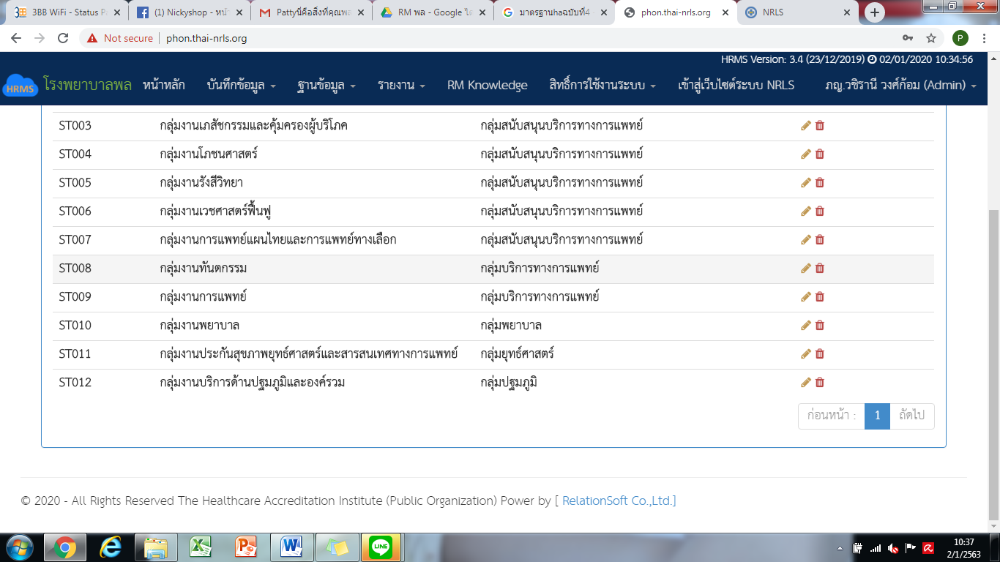 3BB WiFi - Status P
(1) Nickyshop - หน้
Pattyนี่คือสิ่งที่คุณพล
RM พล - Google ไ
มาตรฐานhaฉบับที่4
phon.thai-nrls.org
NRLS
Not secure phon.thai-nrls.org
P
HRMS Version: 3.4 (23/12/2019) 02/01/2020 10:34:56
HRMS โรงพยาบาลพล หน้าหลัก บันทึกข้อมูล ฐานข้อมูล รายงาน RM Knowledge สิทธิ์การใช้งานระบบ เข้าสู่เว็บไซต์ระบบ NRLS ภญ.วชิรานี วงศ์ก้อม (Admin)
ST003 กลุ่มงานเภสัชกรรมและคุ้มครองผู้บริโภค กลุ่มสนับสนุนบริการทางการแพทย์
ST004 กลุ่มงานโภชนศาสตร์ กลุ่มสนับสนุนบริการทางการแพทย์
ST005 กลุ่มงานรังสีวิทยา กลุ่มสนับสนุนบริการทางการแพทย์
ST006 กลุ่มงานเวชศาสตร์ฟื้นฟู กลุ่มสนับสนุนบริการทางการแพทย์
ST007 กลุ่มงานการแพทย์แผนไทยและการแพทย์ทางเลือก กลุ่มสนับสนุนบริการทางการแพทย์
ST008 กลุ่มงานทันตกรรม กลุ่มบริการทางการแพทย์
ST009 กลุ่มงานการแพทย์ กลุ่มบริการทางการแพทย์
ST010 กลุ่มงานพยาบาล กลุ่มพยาบาล
ST011 กลุ่มงานประกันสุขภาพยุทธ์ศาสตร์และสารสนเทศทางการแพทย์ กลุ่มยุทธ์ศาสตร์
ST012 กลุ่มงานบริการด้านปฐมภูมิและองค์รวม กลุ่มปฐมภูมิ
ก่อนหน้า : 1 ถัดไป
© 2020 - All Rights Reserved The Healthcare Accreditation Institute (Public Organization) Power by [ RelationSoft Co.,Ltd.]
LINE
10:37
2/1/2563